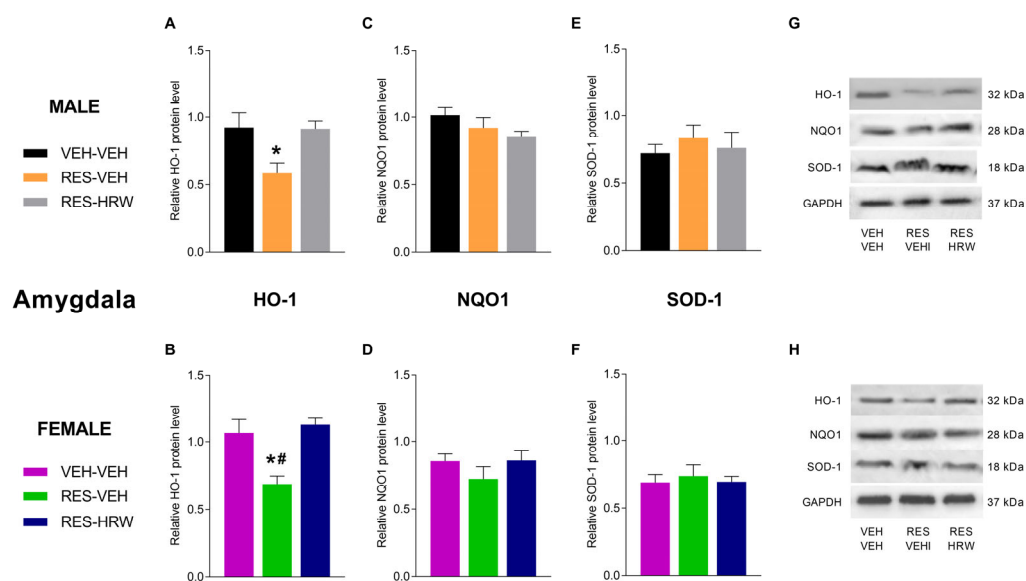 A
C
E
G
MALE
VEH-VEH
RES-VEH
RES-HRW
Relative HO-1 protein level
1.5
1.0
0.5
0.0
*
Relative NQO1 protein level
1.5
1.0
0.5
0.0
Relative SOD-1 protein level
1.5
1.0
0.5
0.0
HO-1 32 kDa
NQO1 28 kDa
SOD-1 18 kDa
GAPDH 37 kDa
VEH RES RES
VEH VEHI HRW
Amygdala
HO-1
NQO1
SOD-1
B
D
F
H
FEMALE
VEH-VEH
RES-VEH
RES-HRW
Relative HO-1 protein level
1.5
1.0
0.5
0.0
*#
Relative NQO1 protein level
1.5
1.0
0.5
0.0
Relative SOD-1 protein level
1.5
1.0
0.5
0.0
HO-1 32 kDa
NQO1 28 kDa
SOD-1 18 kDa
GAPDH 37 kDa
VEH RES RES
VEH VEHI HRW